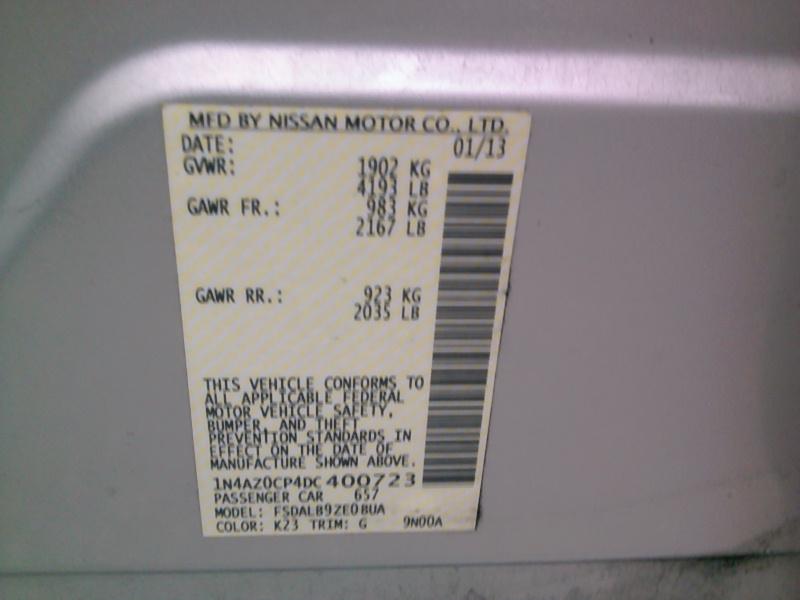 MFD BY NISSAN MOTOR CO., LTD.
DATE: 01/13
GVWR: 1902 KG
4193 LB
GAWR FR.: 983 KG
2167 LB
GAWR RR.: 923 KG
2035 LB
THIS VEHICLE CONFORMS TO
ALL APPLICABLE FEDERAL
MOTOR VEHICLE SAFETY,
BUMPER, AND THEFT
PREVENTION STANDARDS IN
EFFECT ON THE DATE OF
MANUFACTURE SHOWN ABOVE.
1N4AZ0CP4DC400723
PASSENGER CAR 657
MODEL: FSDALB9ZE0BUA
COLOR: K23 TRIM: G 9N00A